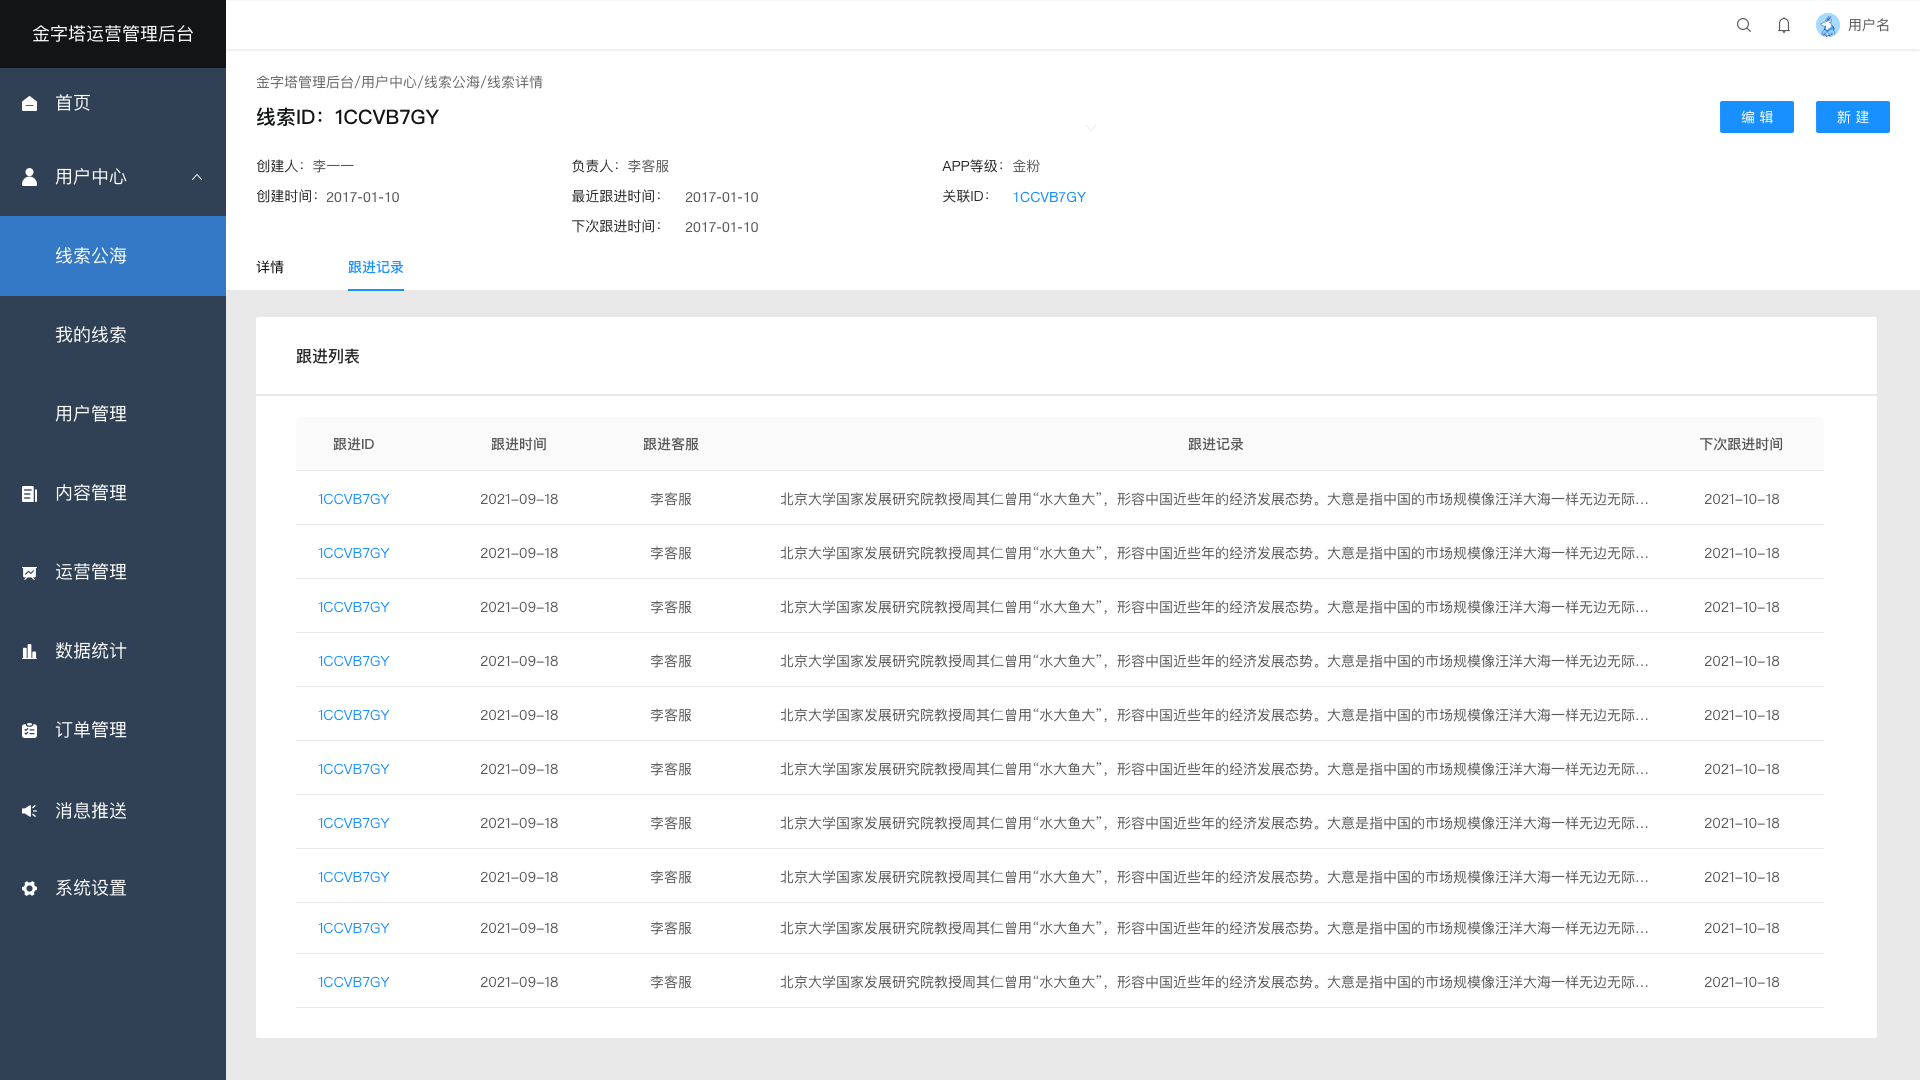 金字塔运营管理后台
用户名
首页
用户中心
线索公海
我的线索
用户管理
内容管理
运营管理
数据统计
订单管理
消息推送
系统设置
金字塔管理后台/用户中心/线索公海/线索详情
线索ID：1CCVB7GY
编 辑
新 建
创建人：李一一
负责人：李客服
APP等级：金粉
创建时间：2017-01-10
最近跟进时间：2017-01-10
关联ID：1CCVB7GY
下次跟进时间：2017-01-10
详情
跟进记录
跟进列表
跟进ID 跟进时间 跟进客服 跟进记录 下次跟进时间
1CCVB7GY 2021-09-18 李客服 北京大学国家发展研究院教授周其仁曾用“水大鱼大”，形容中国近些年的经济发展态势。大意是指中国的市场规模像汪洋大海一样无边无际… 2021-10-18
1CCVB7GY 2021-09-18 李客服 北京大学国家发展研究院教授周其仁曾用“水大鱼大”，形容中国近些年的经济发展态势。大意是指中国的市场规模像汪洋大海一样无边无际… 2021-10-18
1CCVB7GY 2021-09-18 李客服 北京大学国家发展研究院教授周其仁曾用“水大鱼大”，形容中国近些年的经济发展态势。大意是指中国的市场规模像汪洋大海一样无边无际… 2021-10-18
1CCVB7GY 2021-09-18 李客服 北京大学国家发展研究院教授周其仁曾用“水大鱼大”，形容中国近些年的经济发展态势。大意是指中国的市场规模像汪洋大海一样无边无际… 2021-10-18
1CCVB7GY 2021-09-18 李客服 北京大学国家发展研究院教授周其仁曾用“水大鱼大”，形容中国近些年的经济发展态势。大意是指中国的市场规模像汪洋大海一样无边无际… 2021-10-18
1CCVB7GY 2021-09-18 李客服 北京大学国家发展研究院教授周其仁曾用“水大鱼大”，形容中国近些年的经济发展态势。大意是指中国的市场规模像汪洋大海一样无边无际… 2021-10-18
1CCVB7GY 2021-09-18 李客服 北京大学国家发展研究院教授周其仁曾用“水大鱼大”，形容中国近些年的经济发展态势。大意是指中国的市场规模像汪洋大海一样无边无际… 2021-10-18
1CCVB7GY 2021-09-18 李客服 北京大学国家发展研究院教授周其仁曾用“水大鱼大”，形容中国近些年的经济发展态势。大意是指中国的市场规模像汪洋大海一样无边无际… 2021-10-18
1CCVB7GY 2021-09-18 李客服 北京大学国家发展研究院教授周其仁曾用“水大鱼大”，形容中国近些年的经济发展态势。大意是指中国的市场规模像汪洋大海一样无边无际… 2021-10-18
1CCVB7GY 2021-09-18 李客服 北京大学国家发展研究院教授周其仁曾用“水大鱼大”，形容中国近些年的经济发展态势。大意是指中国的市场规模像汪洋大海一样无边无际… 2021-10-18